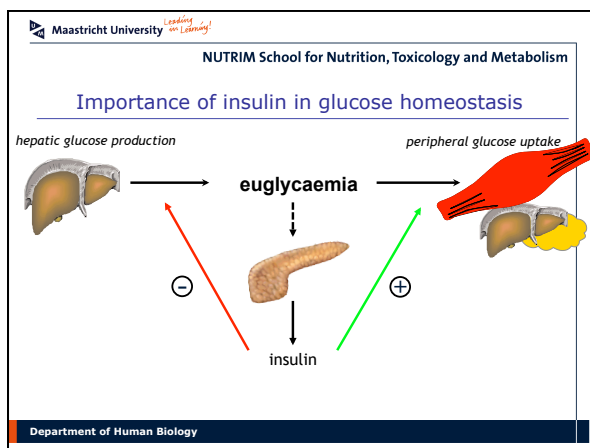 Maastricht University
Leading
in Learning!
NUTRIM School for Nutrition, Toxicology and Metabolism
Importance of insulin in glucose homeostasis
hepatic glucose production
peripheral glucose uptake
euglycaemia
-
+
insulin
Department of Human Biology